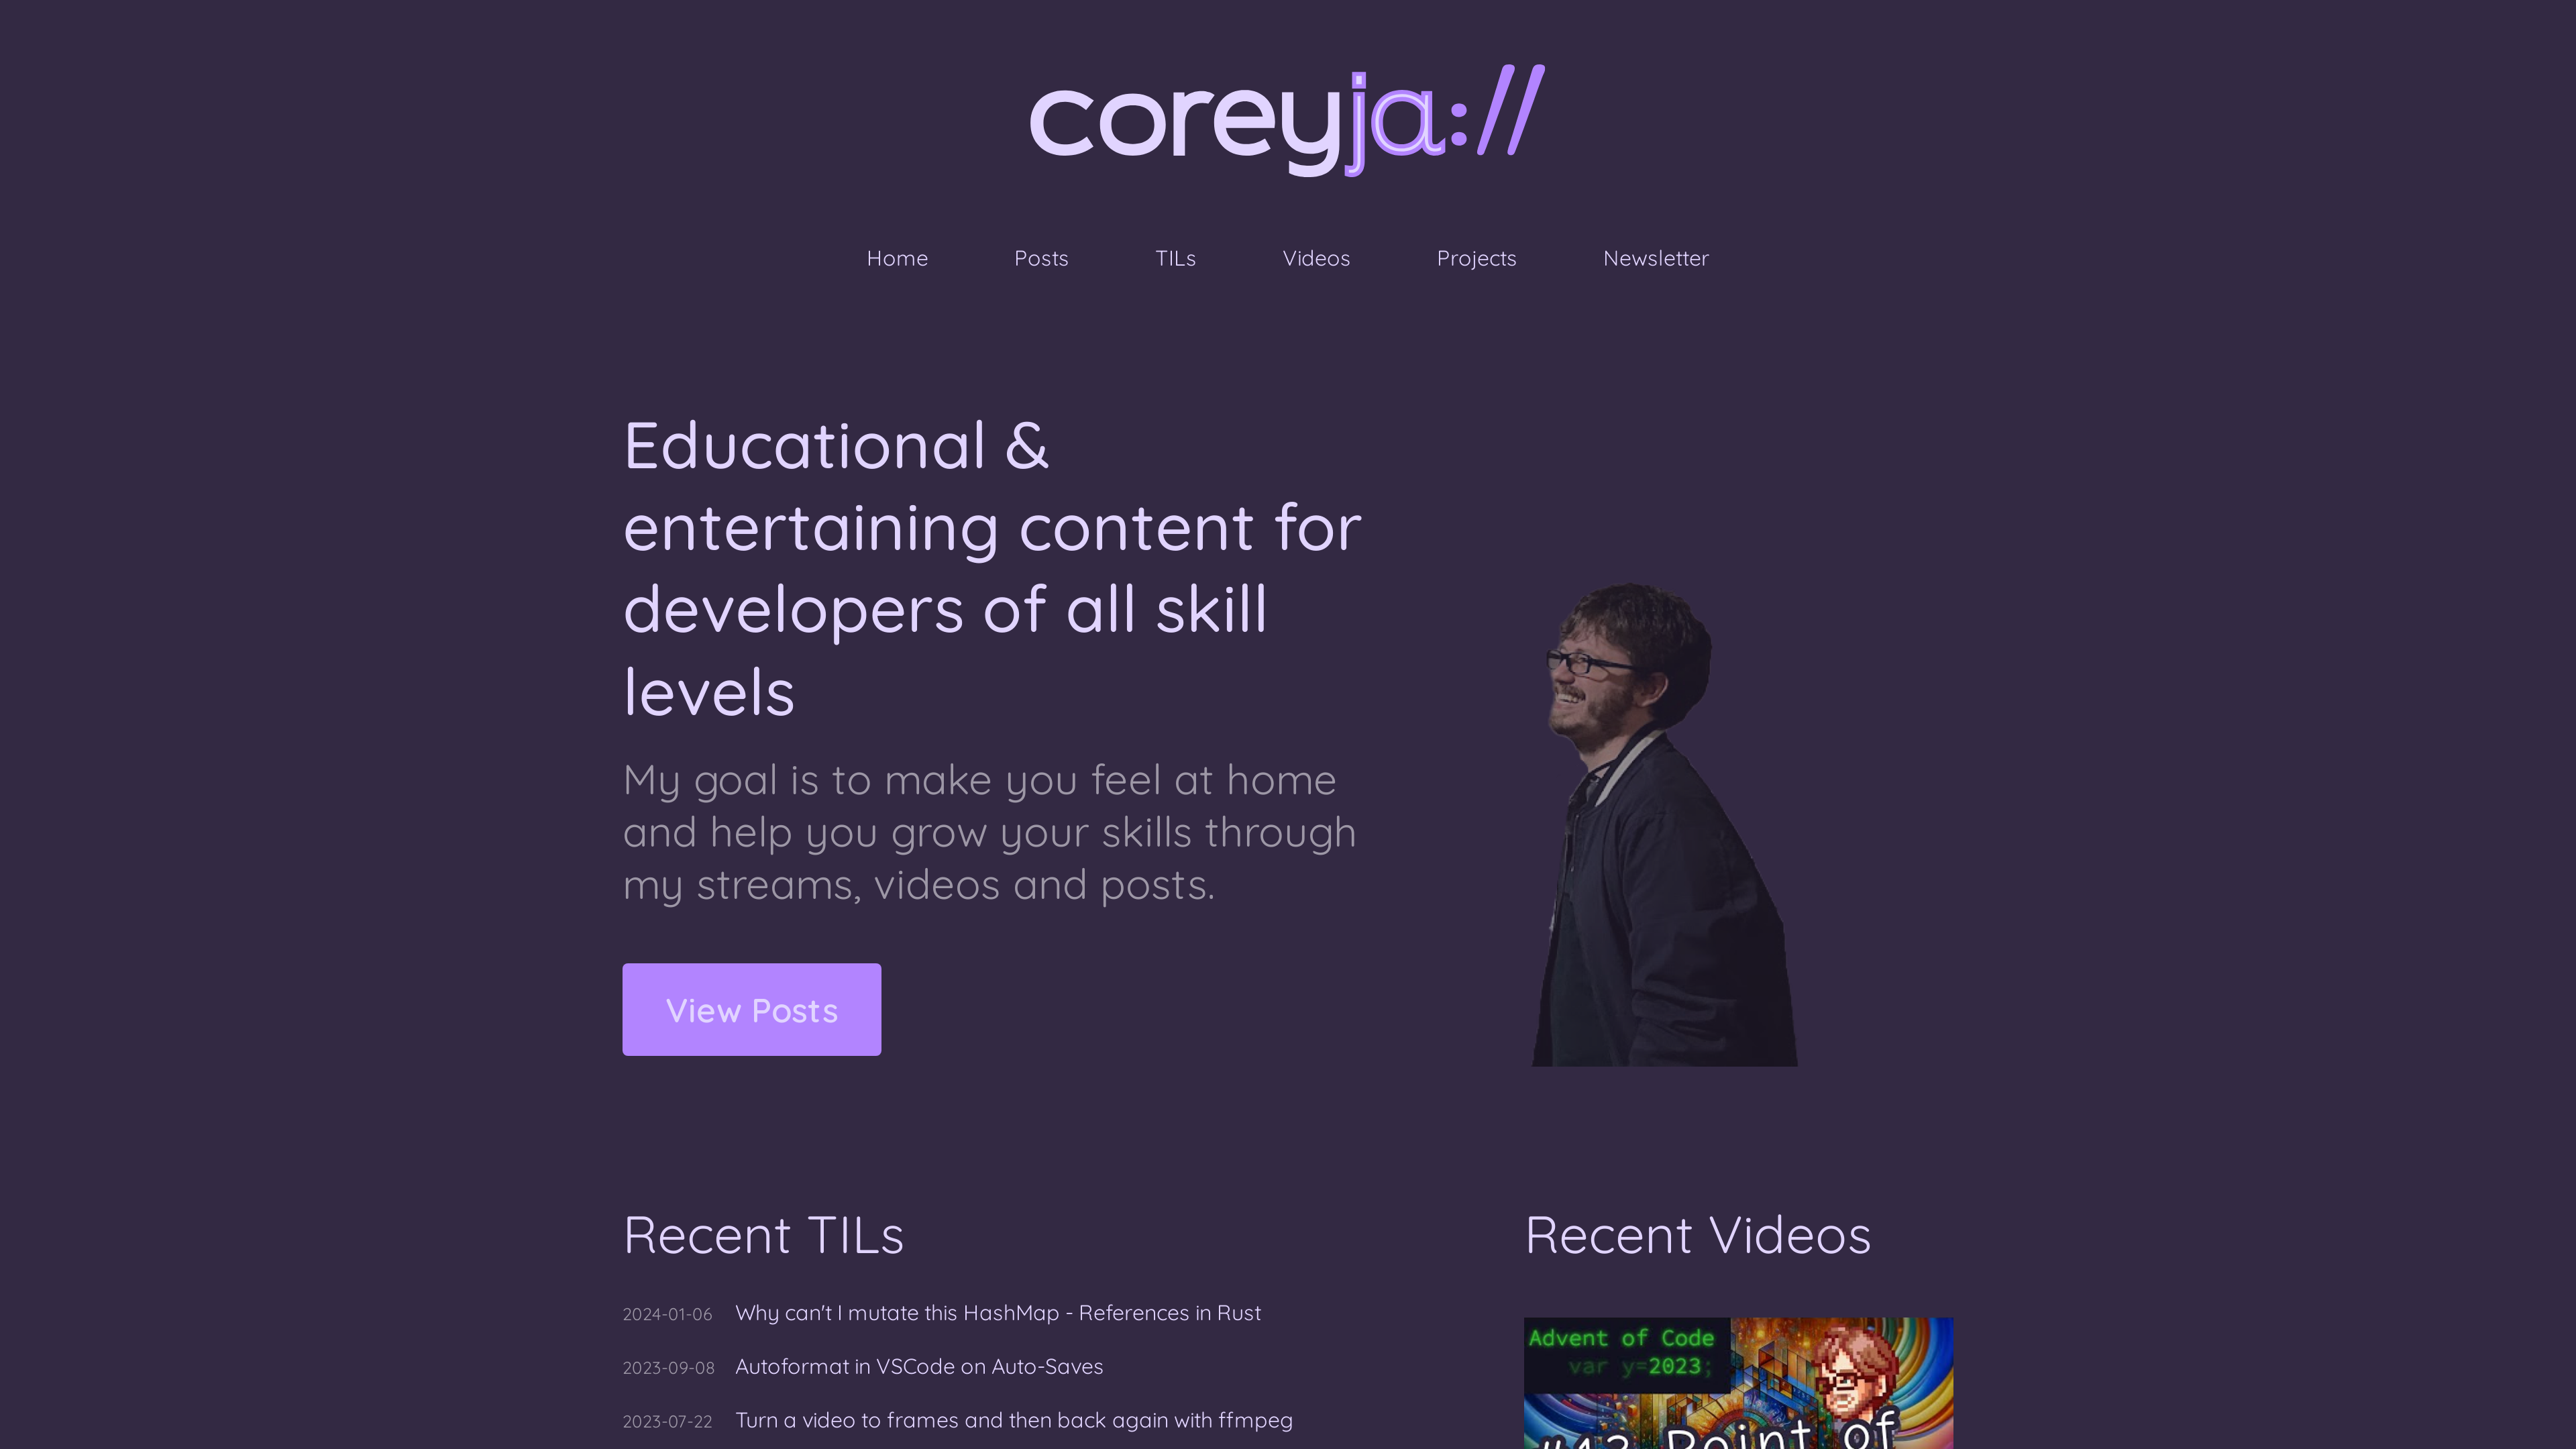 coreyja://
Home Posts TILs Videos Projects Newsletter
Educational &
entertaining content for
developers of all skill
levels
My goal is to make you feel at home
and help you grow your skills through
my streams, videos and posts.
View Posts
Recent TILs
2024-01-06 Why can't I mutate this HashMap - References in Rust
2023-09-08 Autoformat in VSCode on Auto-Saves
2023-07-22 Turn a video to frames and then back again with ffmpeg
Recent Videos
Advent of Code
var y=2023;
Point of